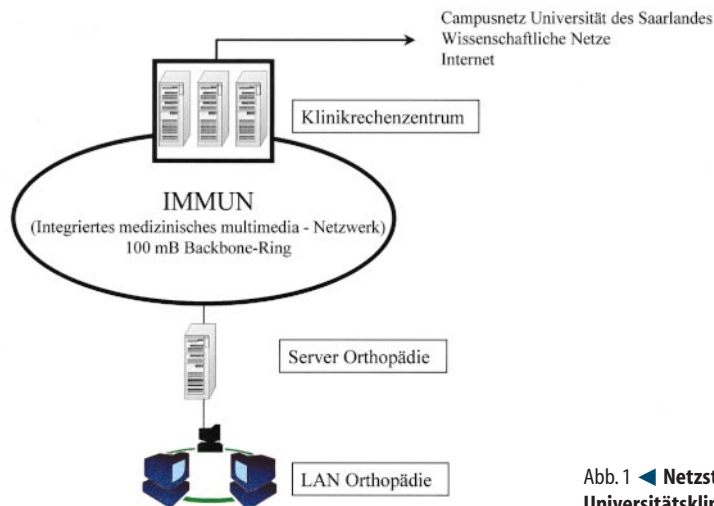 Campusnetz Universität des Saarlandes
Wissenschaftliche Netze
Internet
Klinikrechenzentrum
IMMUN
(Integriertes medizinisches multimedia - Netzwerk)
100 mB Backbone-Ring
Server Orthopädie
LAN Orthopädie
Abb. 1 ◀